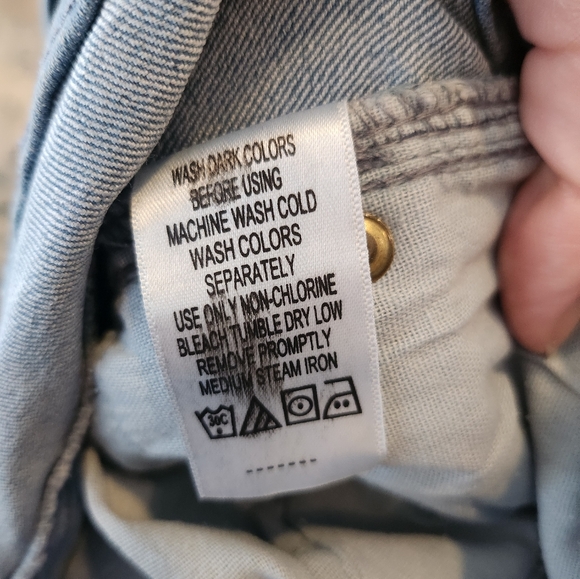 WASH DARK COLORS
BEFORE USING
MACHINE WASH COLD
WASH COLORS
SEPARATELY
USE ONLY NON-CHLORINE
BLEACH TUMBLE DRY LOW
REMOVE PROMPTLY
MEDIUM STEAM IRON
30C